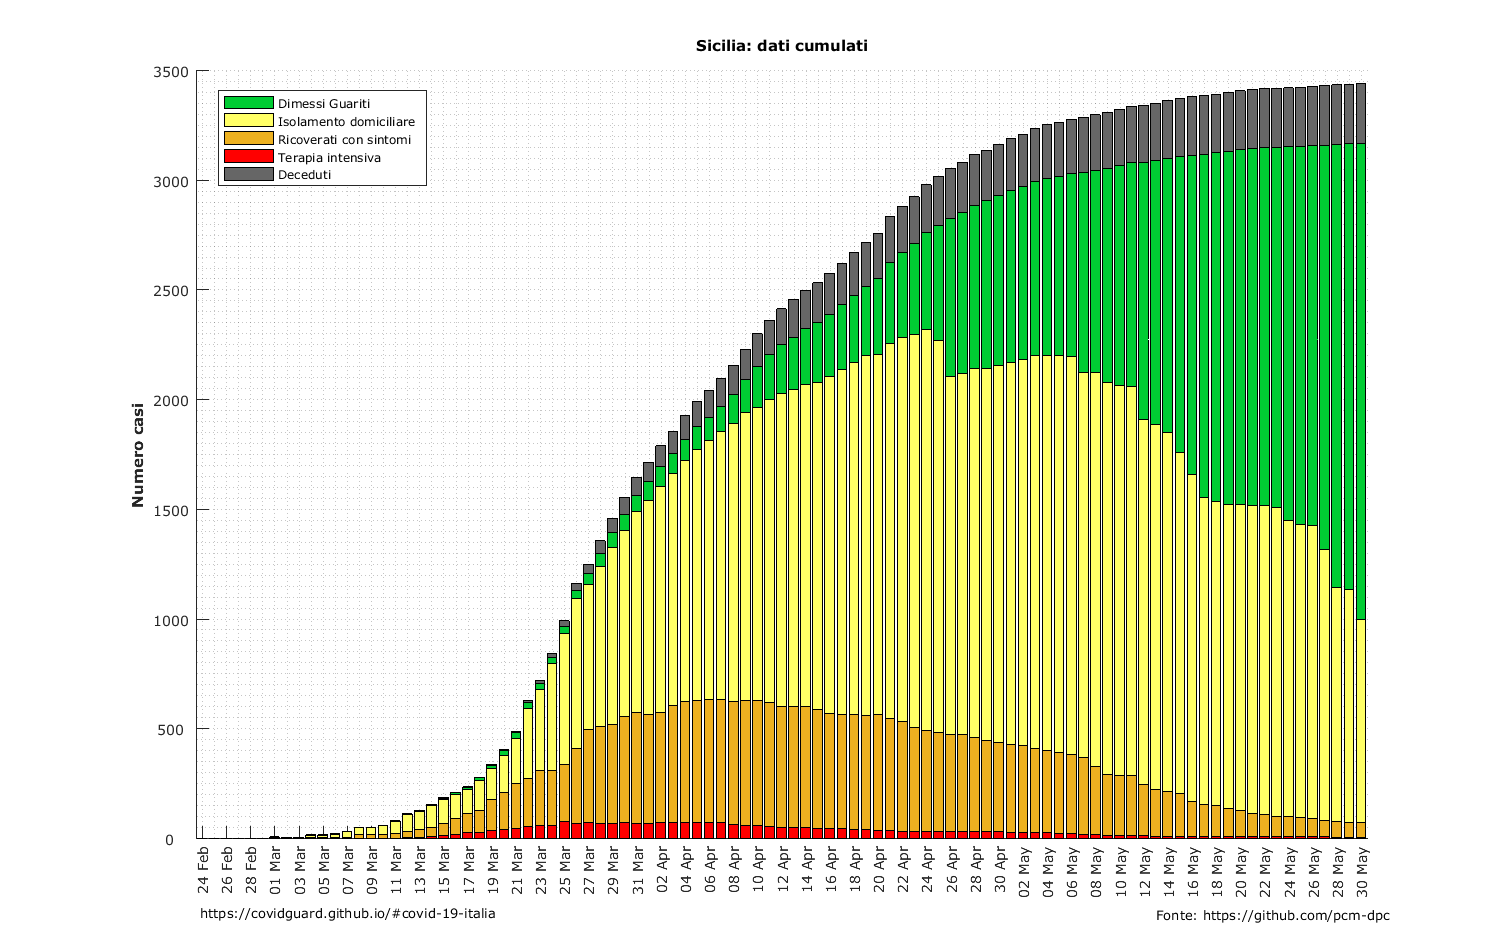 Sicilia: dati cumulati
3500
3000
2500
2000
1500
1000
500
0
Numero casi
Dimessi Guariti
Isolamento domiciliare
Ricoverati con sintomi
Terapia intensiva
Deceduti
24 Feb
26 Feb
28 Feb
01 Mar
03 Mar
05 Mar
07 Mar
09 Mar
11 Mar
13 Mar
15 Mar
17 Mar
19 Mar
21 Mar
23 Mar
25 Mar
27 Mar
29 Mar
31 Mar
02 Apr
04 Apr
06 Apr
08 Apr
10 Apr
12 Apr
14 Apr
16 Apr
18 Apr
20 Apr
22 Apr
24 Apr
26 Apr
28 Apr
30 Apr
02 May
04 May
06 May
08 May
10 May
12 May
14 May
16 May
18 May
20 May
22 May
24 May
26 May
28 May
30 May
https://covidguard.github.io/#covid-19-italia
Fonte: https://github.com/pcm-dpc